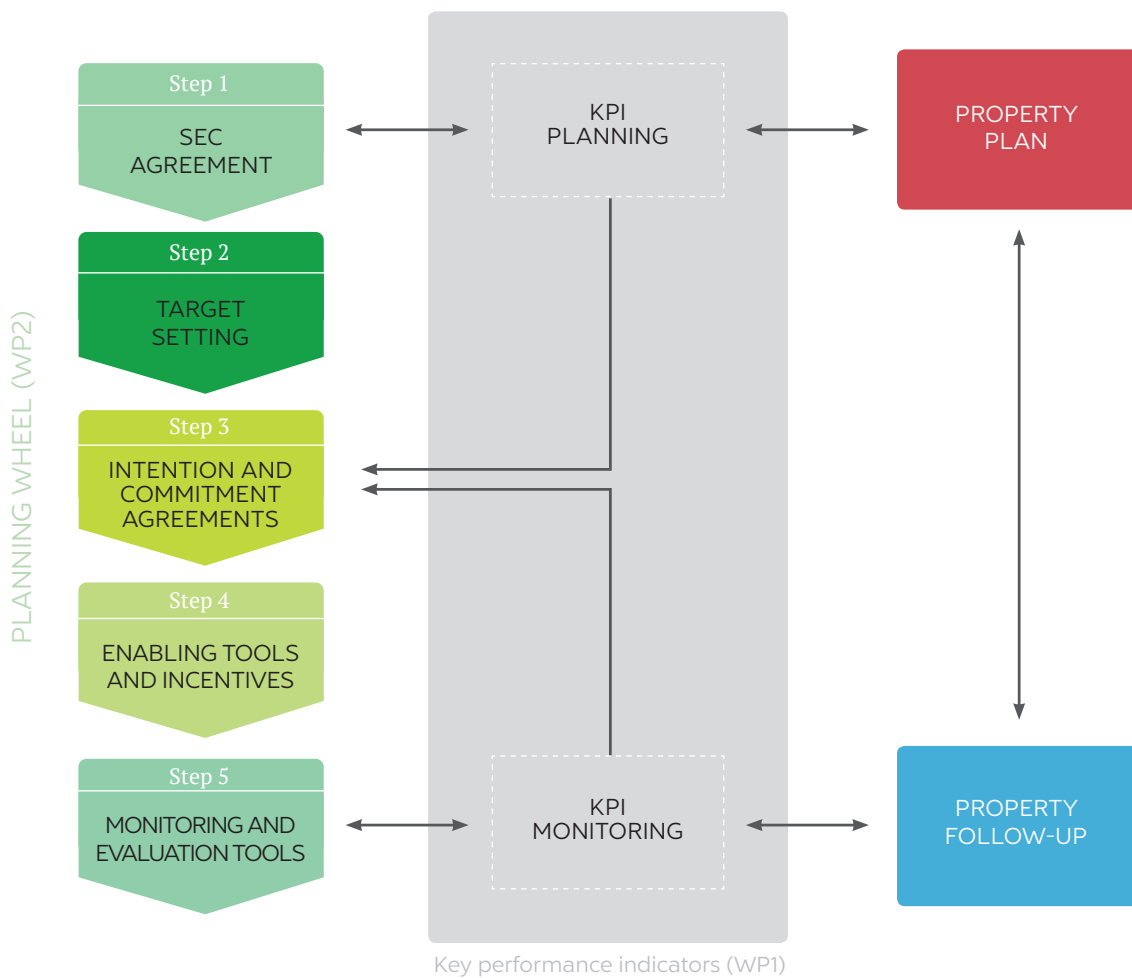 Step 1
SEC
AGREEMENT
Step 2
TARGET
SETTING
Step 3
INTENTION AND
COMMITMENT
AGREEMENTS
Step 4
ENABLING TOOLS
AND INCENTIVES
Step 5
MONITORING AND
EVALUATION TOOLS
PLANNING WHEEL (WP2)
KPI
PLANNING
KPI
MONITORING
Key performance indicators (WP1)
PROPERTY
PLAN
PROPERTY
FOLLOW-UP